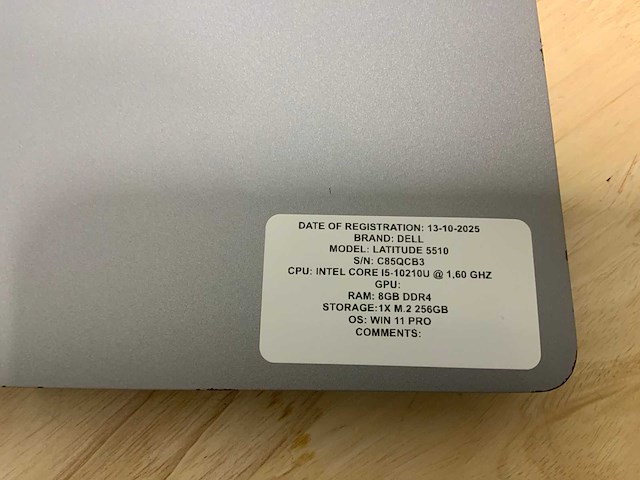 DATE OF REGISTRATION: 13-10-2025
BRAND: DELL
MODEL: LATITUDE 5510
S/N: C85QCB3
CPU: INTEL CORE I5-10210U @ 1,60 GHZ
GPU:
RAM: 8GB DDR4
STORAGE:1X M.2 256GB
OS: WIN 11 PRO
COMMENTS: